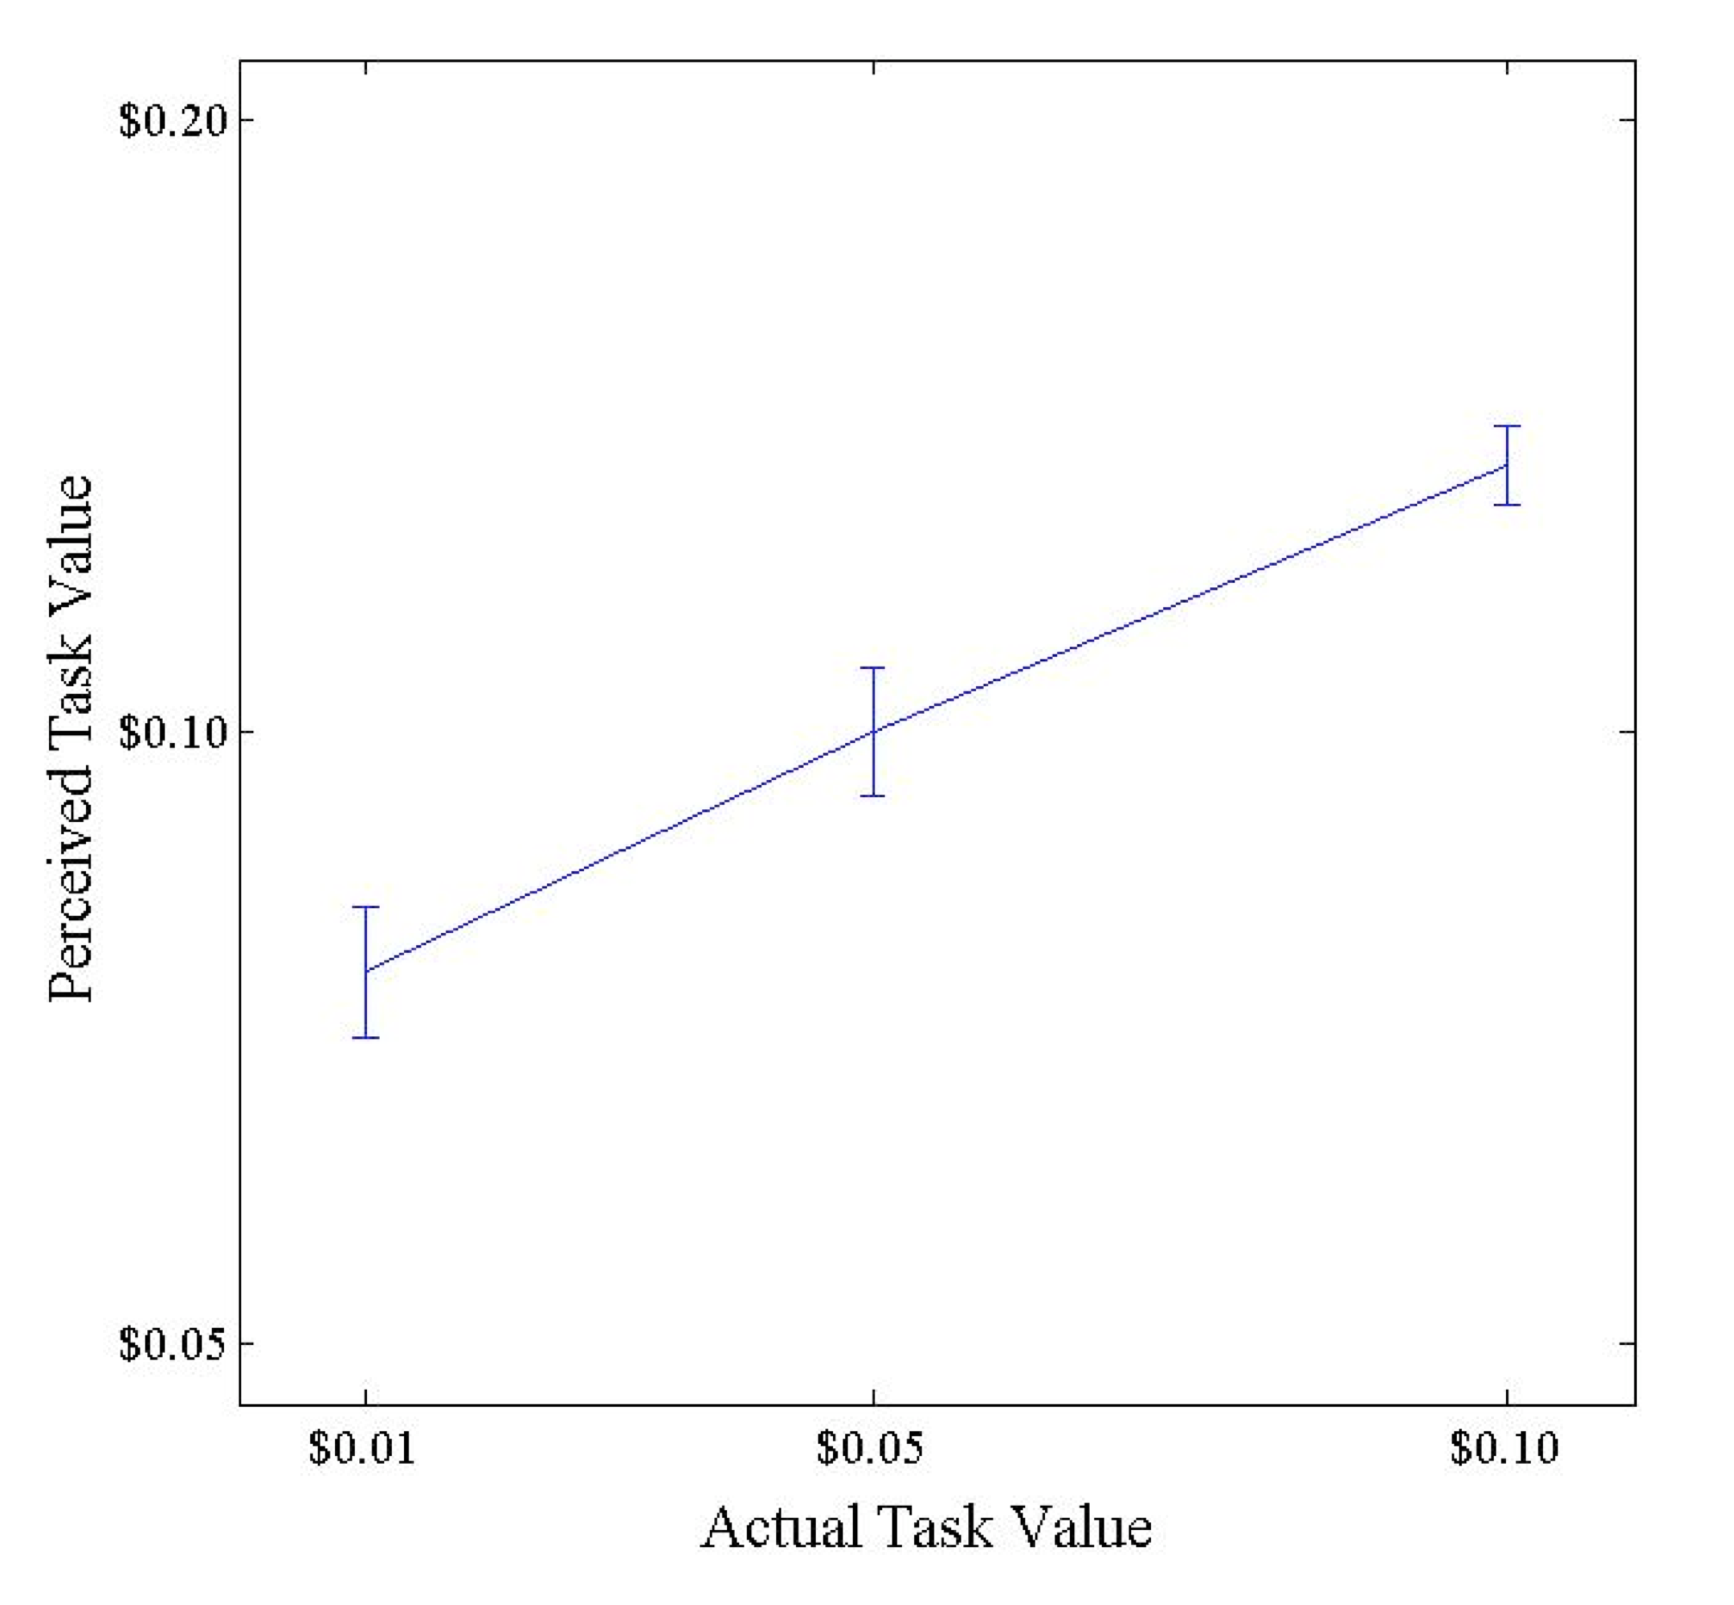 $0.20
$0.10
$0.05
Perceived Task Value
$0.01 $0.05 $0.10
Actual Task Value